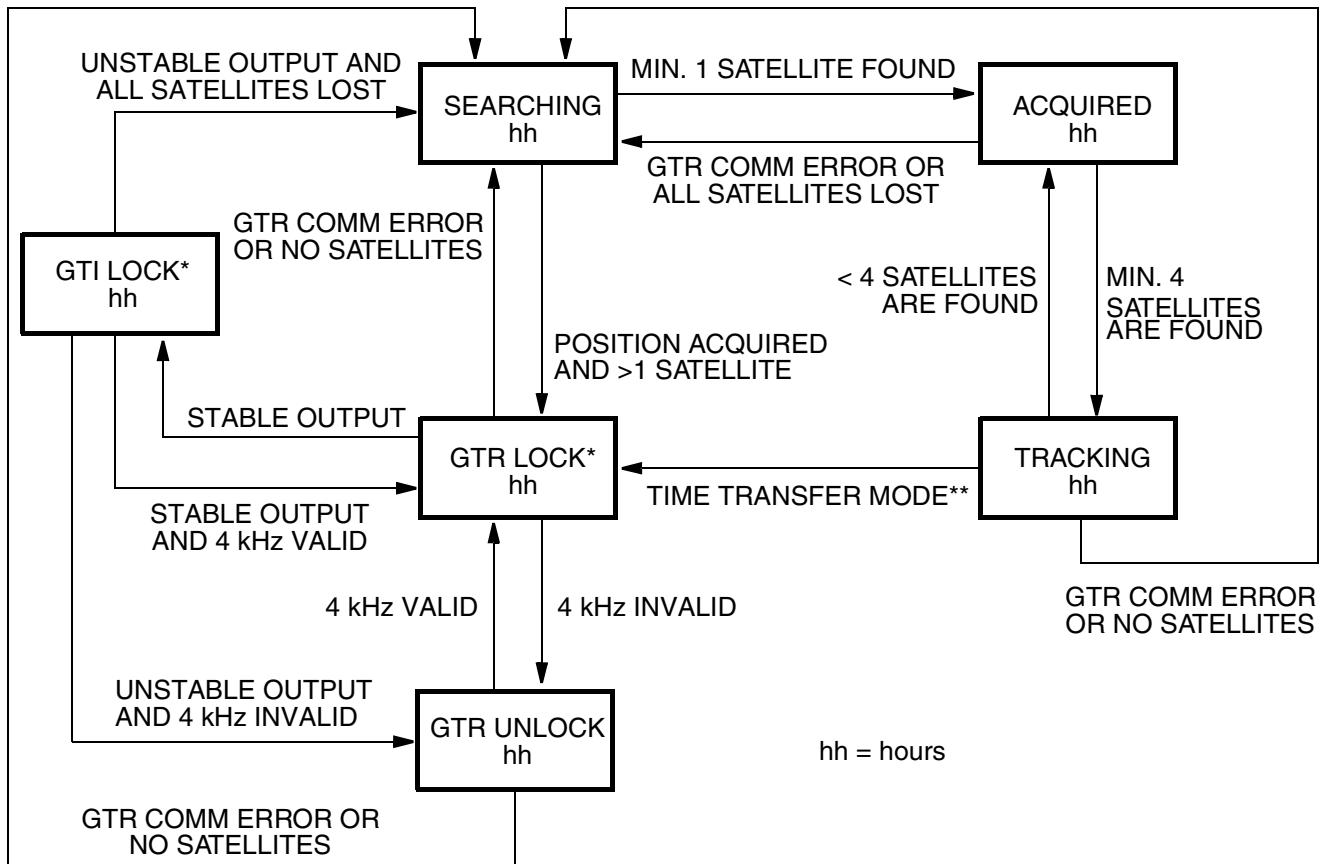 UNSTABLE OUTPUT AND
ALL SATELLITES LOST
SEARCHING
hh
MIN. 1 SATELLITE FOUND
ACQUIRED
hh
GTR COMM ERROR OR
ALL SATELLITES LOST
GTR COMM ERROR
OR NO SATELLITES
GTI LOCK*
hh
< 4 SATELLITES
ARE FOUND
MIN. 4
SATELLITES
ARE FOUND
POSITION ACQUIRED
AND >1 SATELLITE
STABLE OUTPUT
GTR LOCK*
hh
TIME TRANSFER MODE**
TRACKING
hh
STABLE OUTPUT
AND 4 kHz VALID
4 kHz VALID
4 kHz INVALID
GTR COMM ERROR
OR NO SATELLITES
UNSTABLE OUTPUT
AND 4 kHz INVALID
GTR UNLOCK
hh
hh = hours
GTR COMM ERROR OR
NO SATELLITES